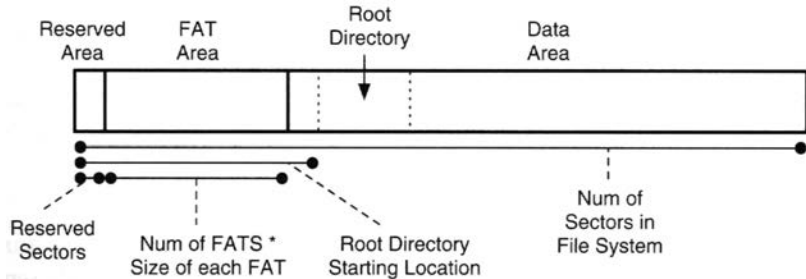 Reserved
Area
FAT
Area
Root
Directory
Data
Area
Reserved
Sectors
Num of FATS *
Size of each FAT
Root Directory
Starting Location
Num of
Sectors in
File System